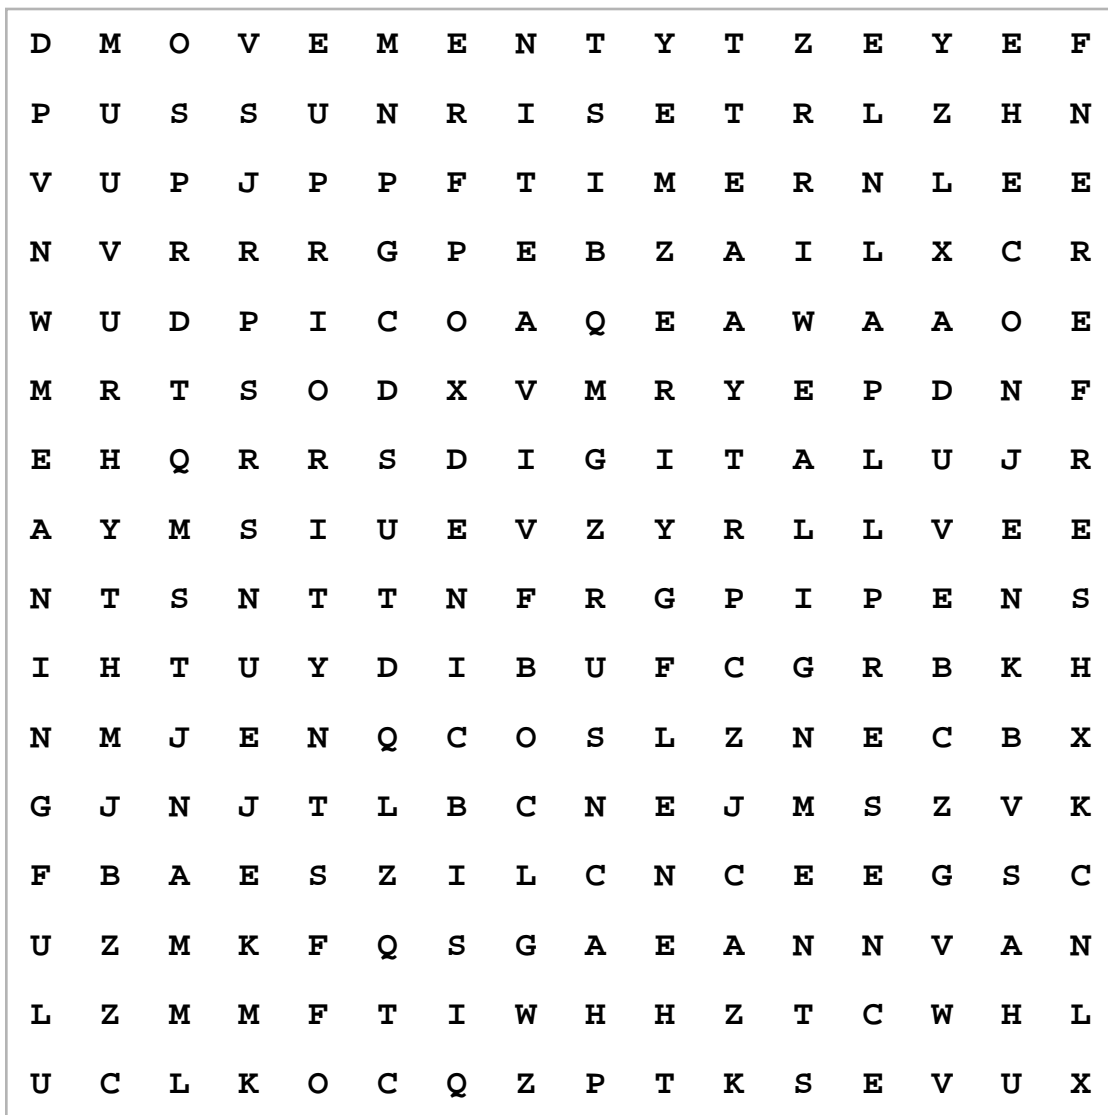 D M O V E M E N T Y T Z E Y E F
P U S S U N R I S E T R L Z H N
V U P J P P F T I M E R N L E E
N V R R R G P E B Z A I L X C R
W U D P I C O A Q E A W A A O E
M R T S O D X V M R Y E P D N F
E H Q R R S D I G I T A L U J R
A Y M S I U E V Z Y R L L V E E
N T S N T T N F R G P I P E N S
I H T U Y D I B U F C G R B K H
N M J E N Q C O S L Z N E C B X
G J N J T L B C N E J M S Z V K
F B A E S Z I L C N C E E G S C
U Z M K F Q S G A E A N N V A N
L Z M M F T I W H H Z T C W H L
U C L K O C Q Z P T K S E V U X